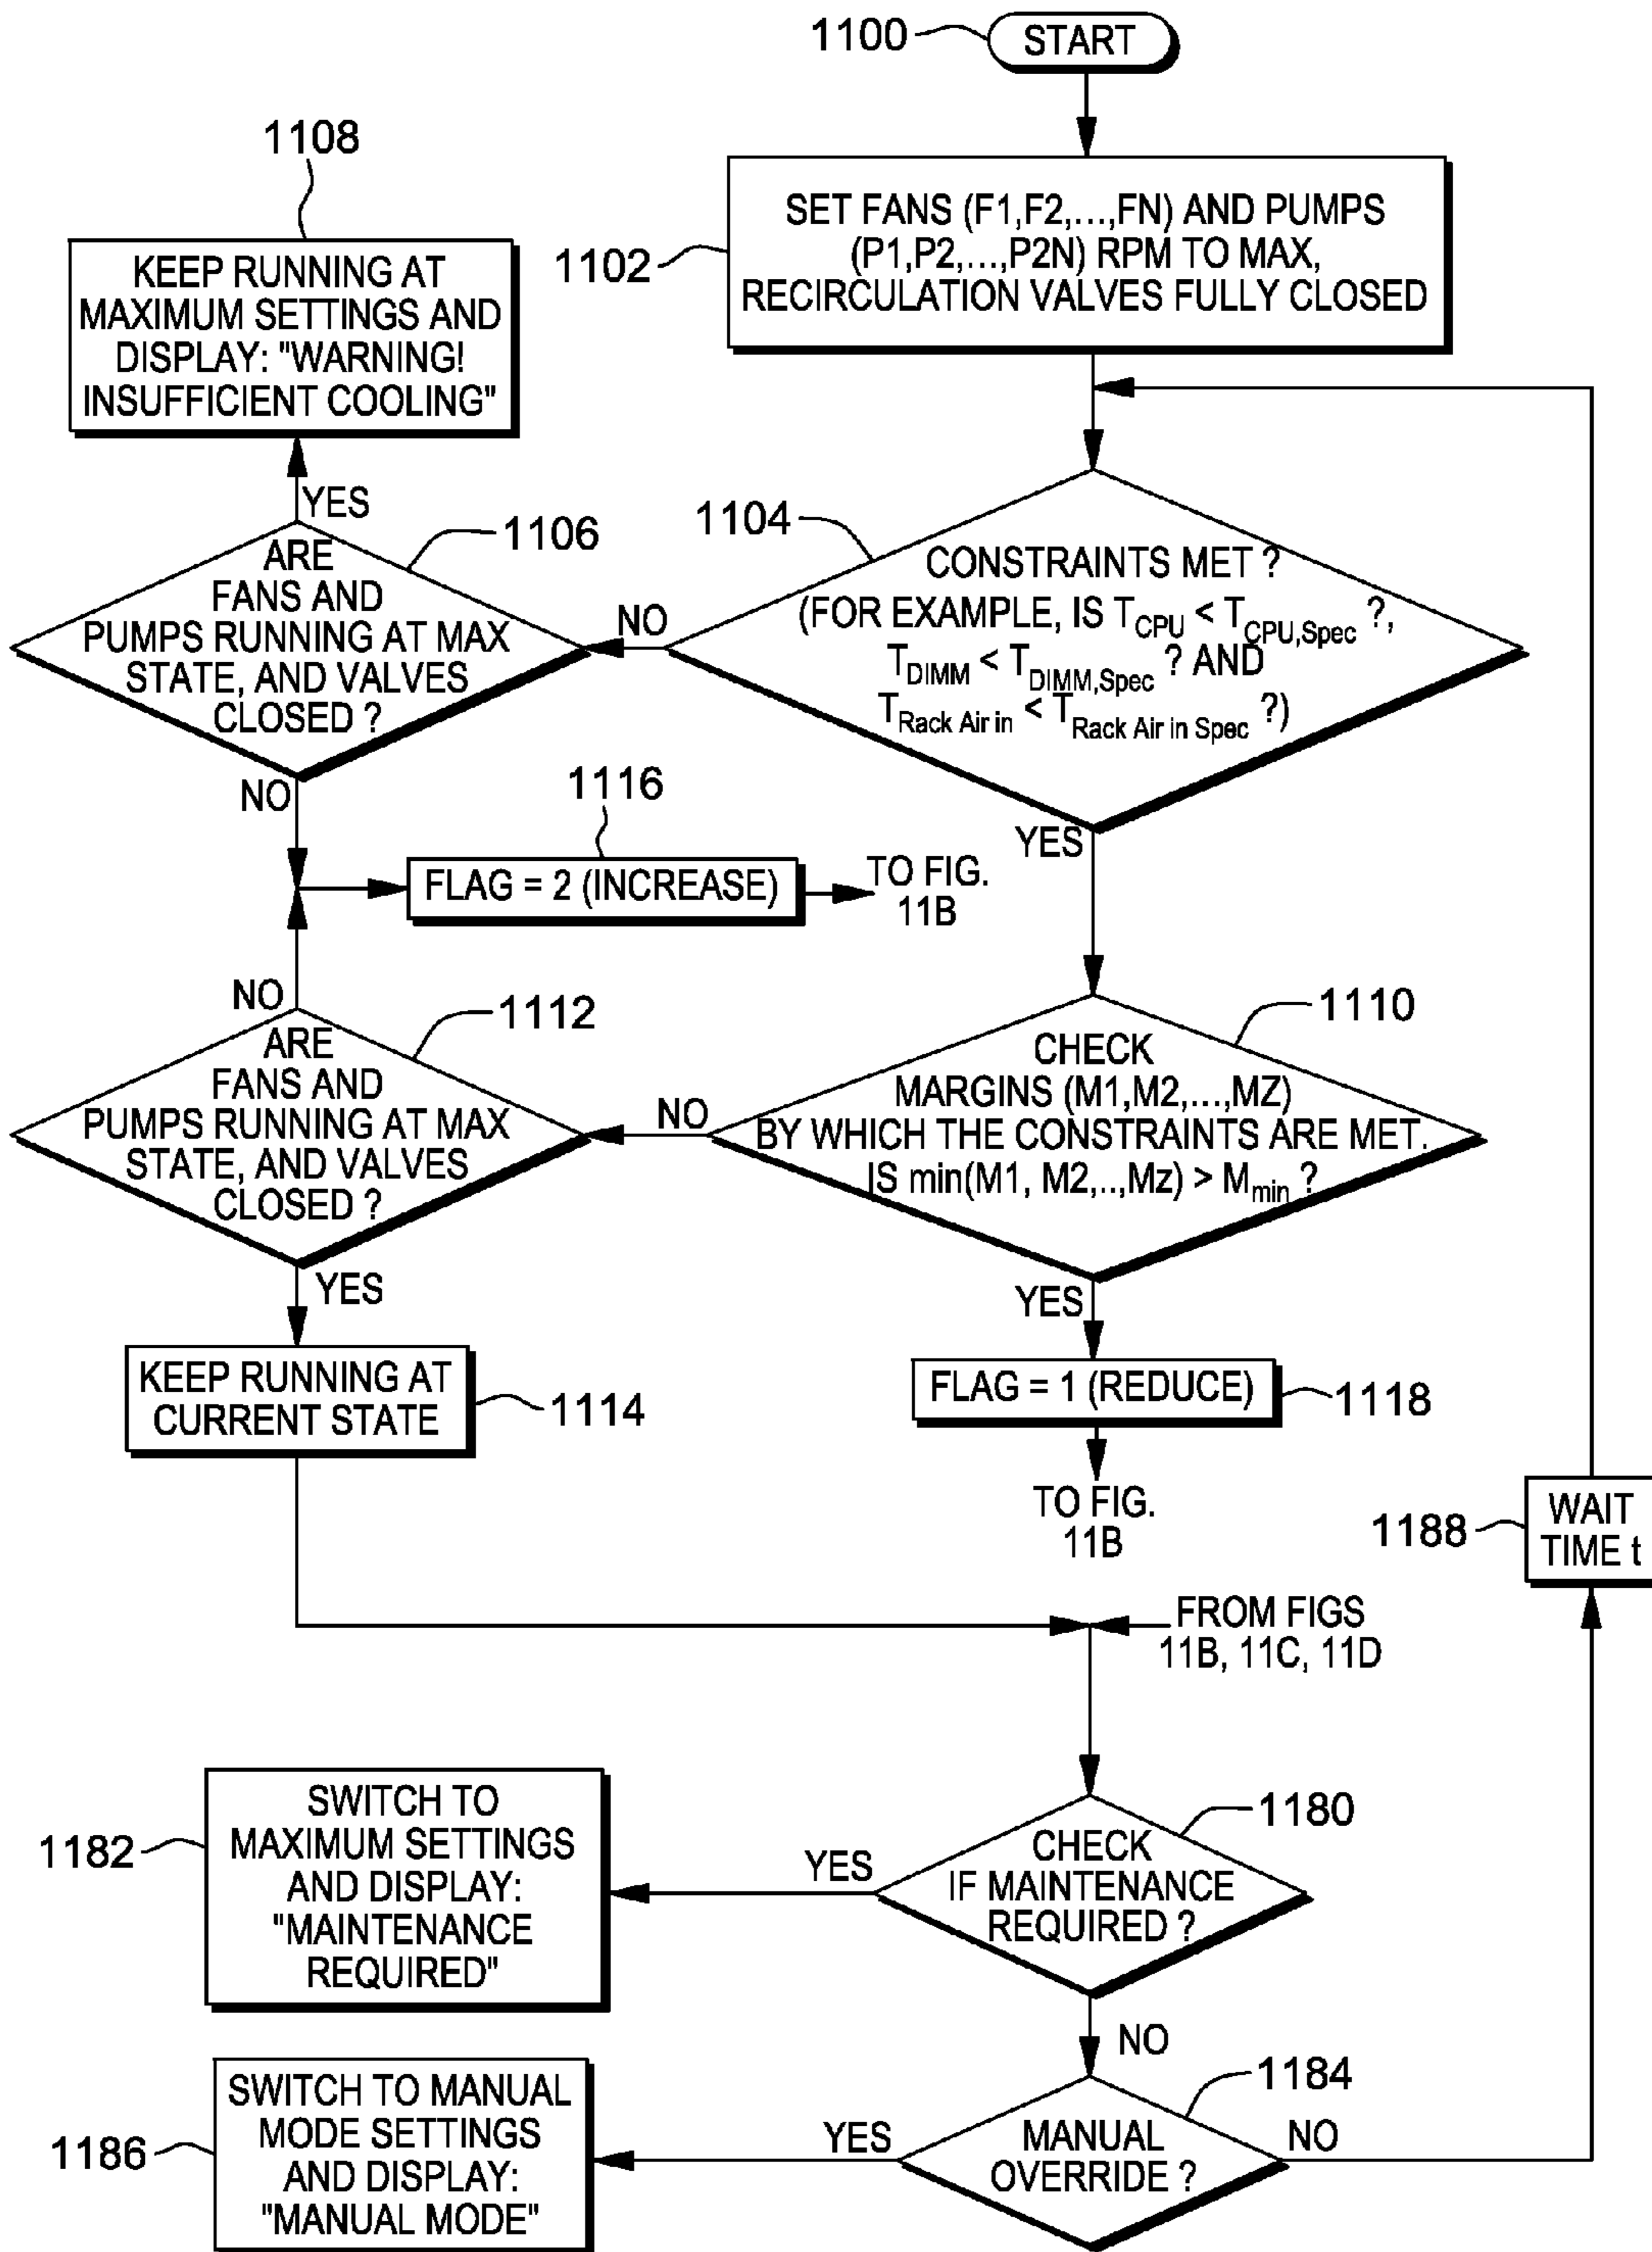 1100
START
1108
SET FANS (F1,F2,...,FN) AND PUMPS
(P1,P2,...,P2N) RPM TO MAX,
RECIRCULATION VALVES FULLY CLOSED
1102
KEEP RUNNING AT
MAXIMUM SETTINGS AND
DISPLAY: "WARNING!
INSUFFICIENT COOLING"
YES
1106
ARE
FANS AND
PUMPS RUNNING AT MAX
STATE, AND VALVES
CLOSED ?
NO
1104
CONSTRAINTS MET ?
(FOR EXAMPLE, IS T_CPU < T_CPU,Spec ?,
T_DIMM < T_DIMM,Spec ? AND
T_Rack Air in < T_Rack Air in Spec ?)
NO
YES
1116
FLAG = 2 (INCREASE)
TO FIG.
11B
NO
1112
ARE
FANS AND
PUMPS RUNNING AT MAX
STATE, AND VALVES
CLOSED ?
NO
1110
CHECK
MARGINS (M1,M2,...,MZ)
BY WHICH THE CONSTRAINTS ARE MET.
IS min(M1, M2,..,Mz) > M_min ?
YES
YES
KEEP RUNNING AT
CURRENT STATE
1114
FLAG = 1 (REDUCE)
1118
TO FIG.
11B
1188
WAIT
TIME t
FROM FIGS
11B, 11C, 11D
1182
SWITCH TO
MAXIMUM SETTINGS
AND DISPLAY:
"MAINTENANCE
REQUIRED"
YES
1180
CHECK
IF MAINTENANCE
REQUIRED ?
NO
1186
SWITCH TO MANUAL
MODE SETTINGS
AND DISPLAY:
"MANUAL MODE"
YES
1184
MANUAL
OVERRIDE ?
NO